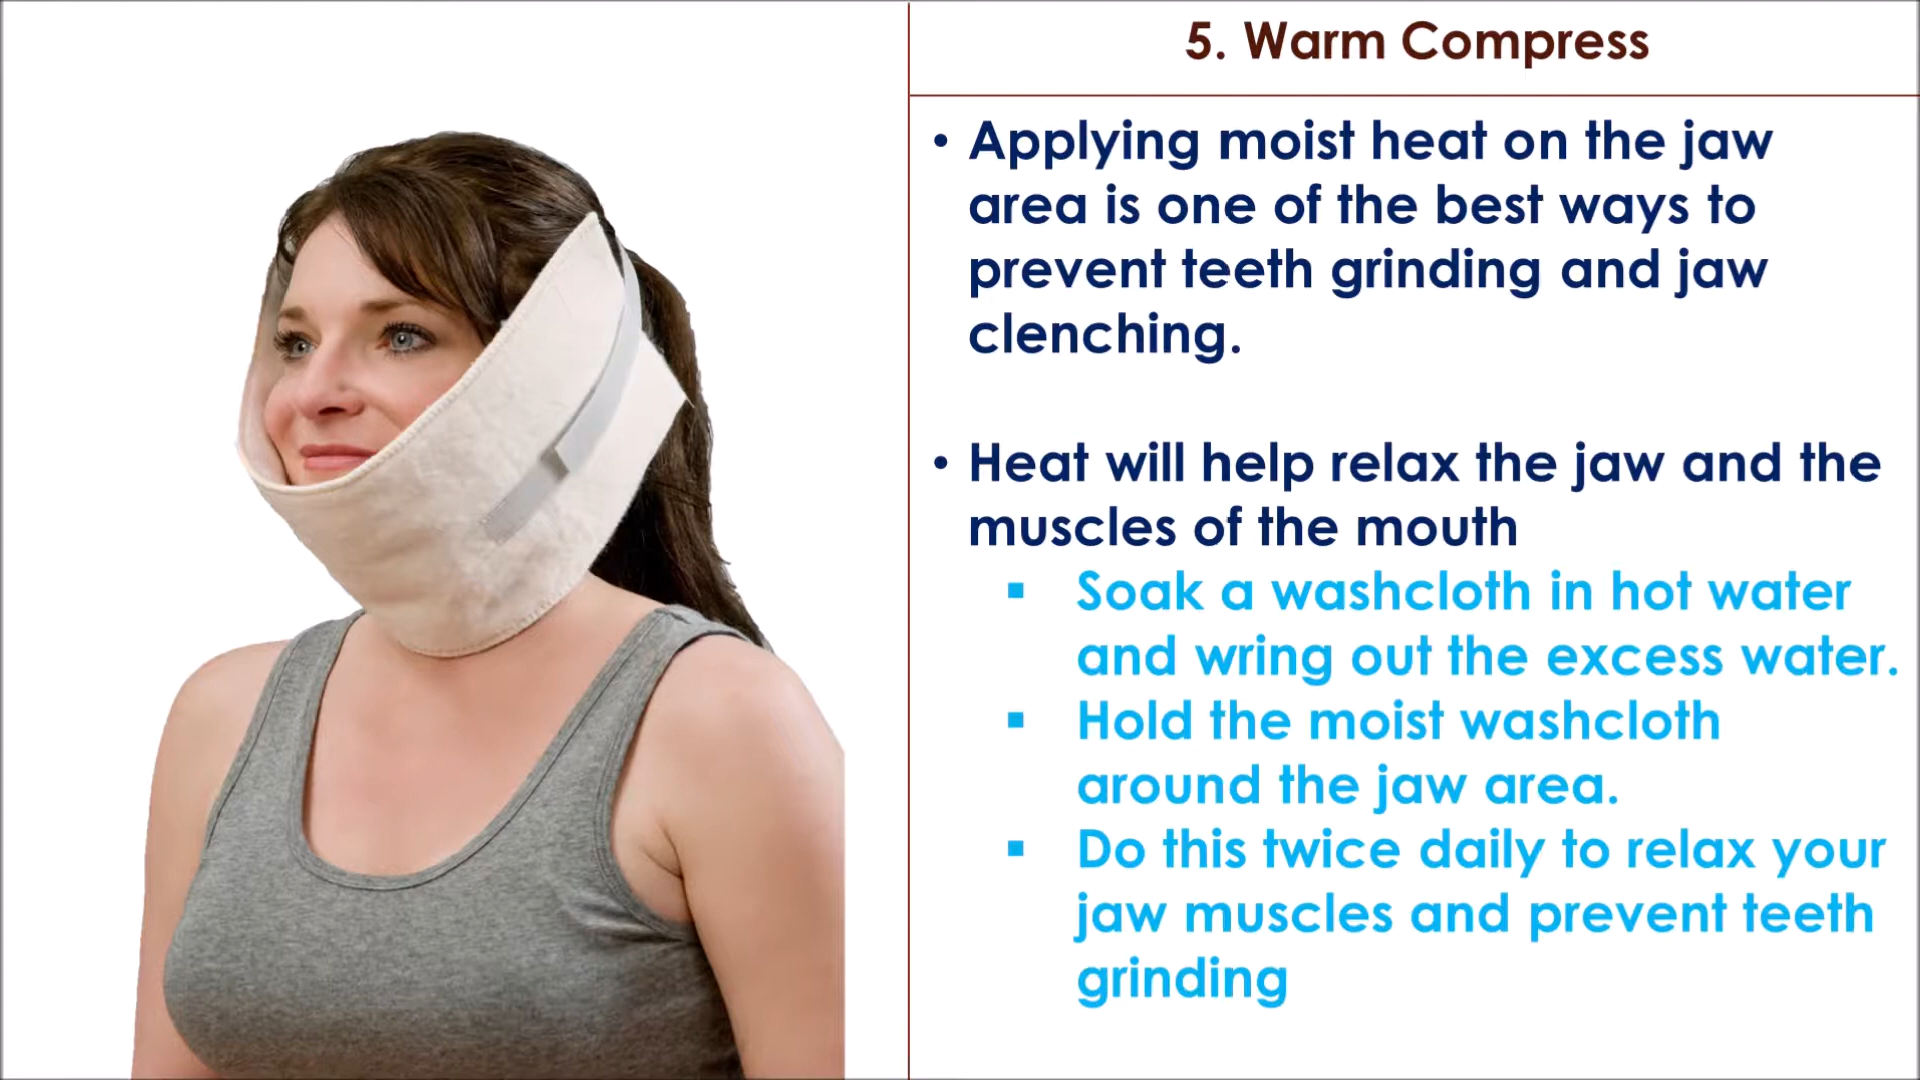 5. Warm Compress
• Applying moist heat on the jaw
area is one of the best ways to
prevent teeth grinding and jaw
clenching.
• Heat will help relax the jaw and the
muscles of the mouth
▪ Soak a washcloth in hot water
and wring out the excess water.
▪ Hold the moist washcloth
around the jaw area.
▪ Do this twice daily to relax your
jaw muscles and prevent teeth
grinding